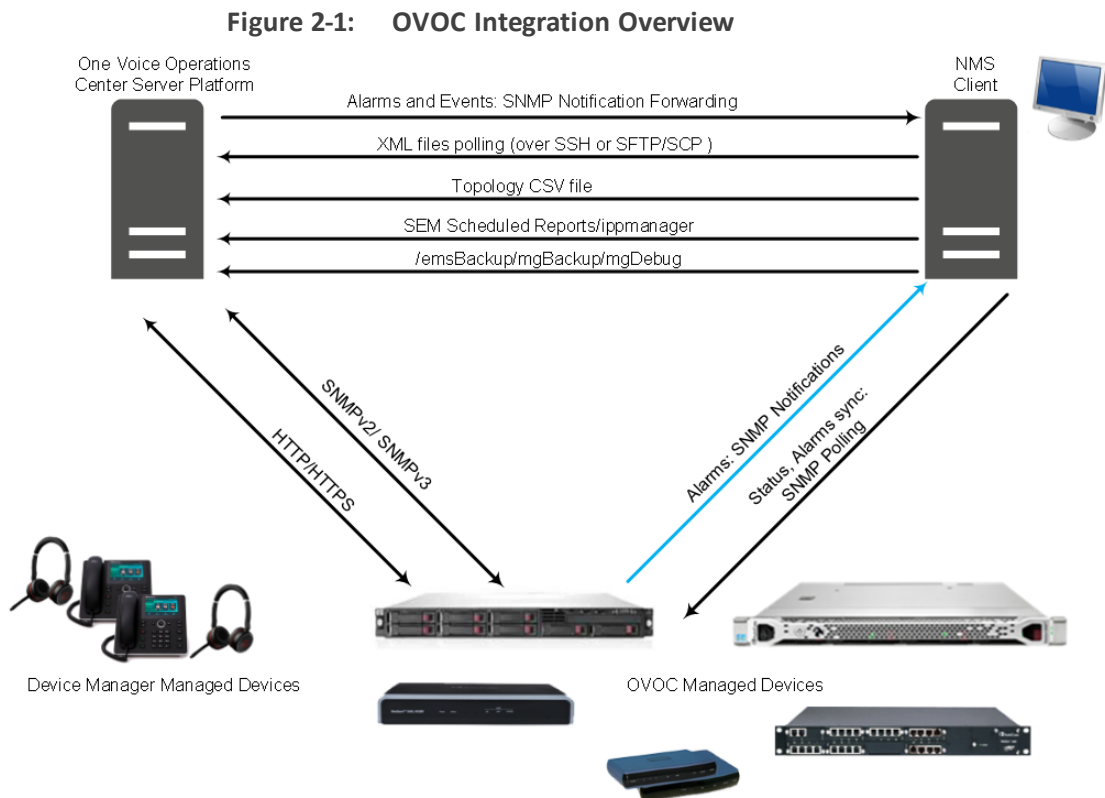 Figure 2-1: OVOC Integration Overview
One Voice Operations
Center Server Platform
NMS
Client
Alarms and Events: SNMP Notification Forwarding
XML files polling (over SSH or SFTP/SCP )
Topology CSV file
SEM Scheduled Reports/ippmanager
/emsBackup/mgBackup/mgDebug
HTTP/HTTPS
SNMPv2/ SNMPv3
Alarms: SNMP Notifications
Status, Alarms sync:
SNMP Polling
Device Manager Managed Devices
OVOC Managed Devices